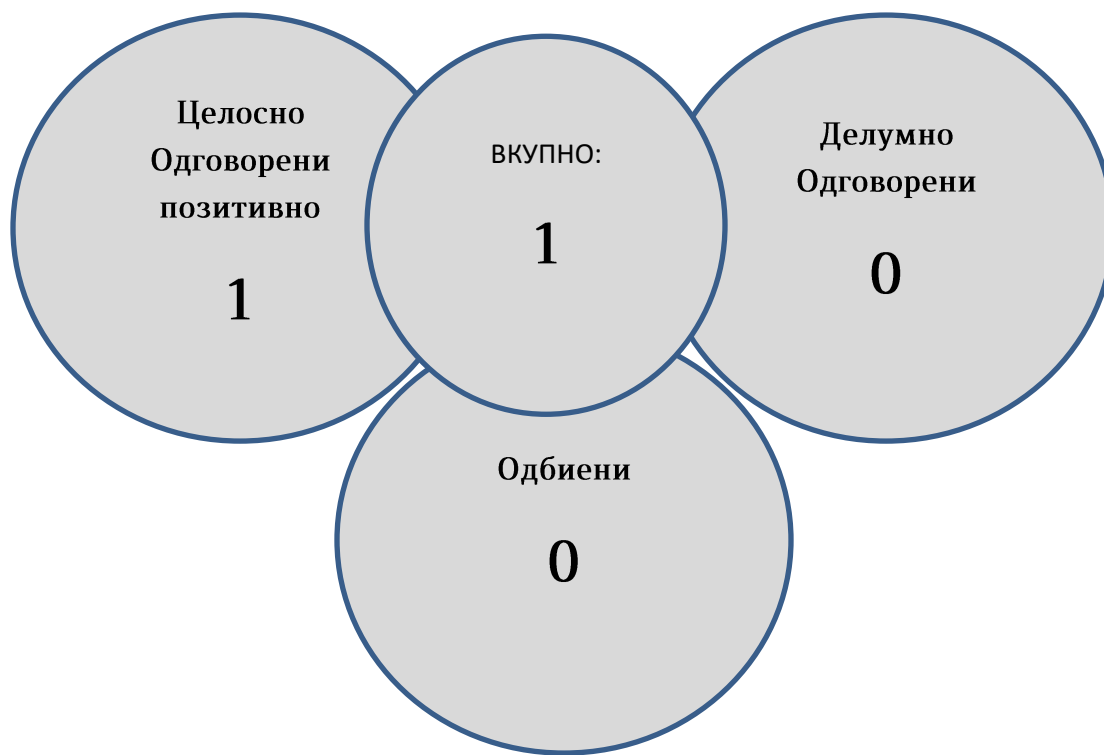 Целосно
Одговорени
позитивно
1
ВКУПНО:
1
Делумно
Одговорени
0
Одбиени
0